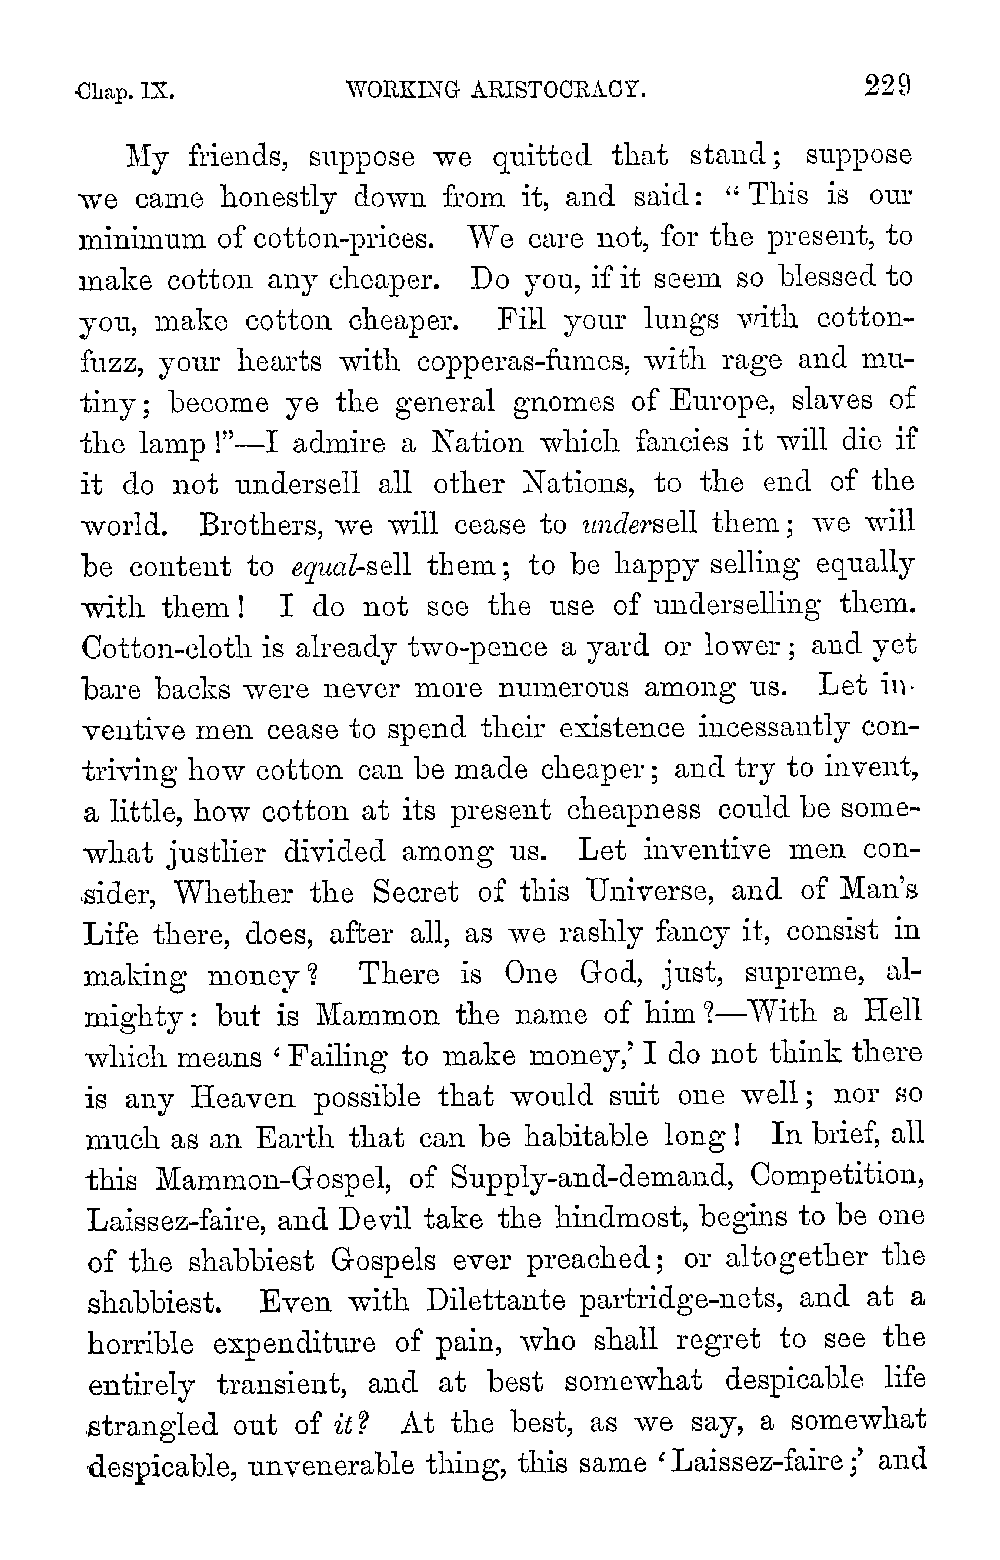 Chap. IX. WORKING ARISTOCRACY. 229
My friends, suppose we quitted that stand; suppose
we came honestly down from it, and said: “This is our
minimum of cotton-prices. We care not, for the present, to
make cotton any cheaper. Do you, if it seem so blessed to
you, make cotton cheaper. Fill your lungs with cotton-
fuzz, your hearts with copperas-fumes, with rage and mu-
tiny; become ye the general gnomes of Europe, slaves of
the lamp!”—I admire a Nation which fancies it will die if
it do not undersell all other Nations, to the end of the
world. Brothers, we will cease to undersell them; we will
be content to equal-sell them; to be happy selling equally
with them! I do not see the use of underselling them.
Cotton-cloth is already two-pence a yard or lower; and yet
bare backs were never more numerous among us. Let in-
ventive men cease to spend their existence incessantly con-
triving how cotton can be made cheaper; and try to invent,
a little, how cotton at its present cheapness could be some-
what justlier divided among us. Let inventive men con-
sider, Whether the Secret of this Universe, and of Man’s
Life there, does, after all, as we rashly fancy it, consist in
making money? There is One God, just, supreme, al-
mighty: but is Mammon the name of him?—With a Hell
which means ‘Failing to make money,’ I do not think there
is any Heaven possible that would suit one well; nor so
much as an Earth that can be habitable long! In brief, all
this Mammon-Gospel, of Supply-and-demand, Competition,
Laissez-faire, and Devil take the hindmost, begins to be one
of the shabbiest Gospels ever preached; or altogether the
shabbiest. Even with Dilettante partridge-nets, and at a
horrible expenditure of pain, who shall regret to see the
entirely transient, and at best somewhat despicable life
strangled out of it? At the best, as we say, a somewhat
despicable, unvenerable thing, this same ‘Laissez-faire;’ and